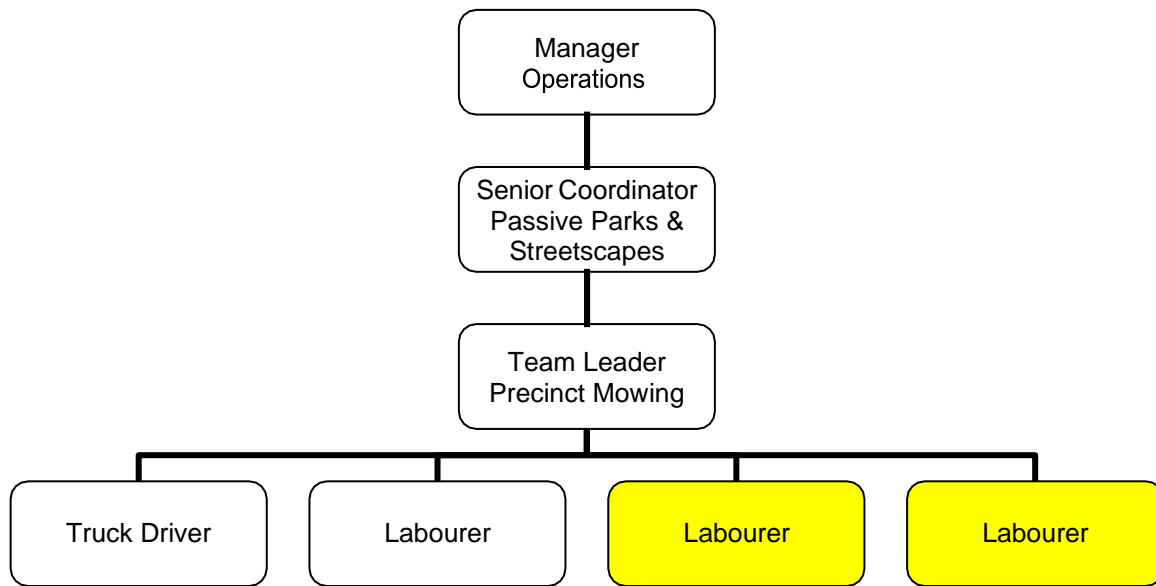 Manager
Operations
Senior Coordinator
Passive Parks &
Streetscapes
Team Leader
Precinct Mowing
Truck Driver
Labourer
Labourer
Labourer